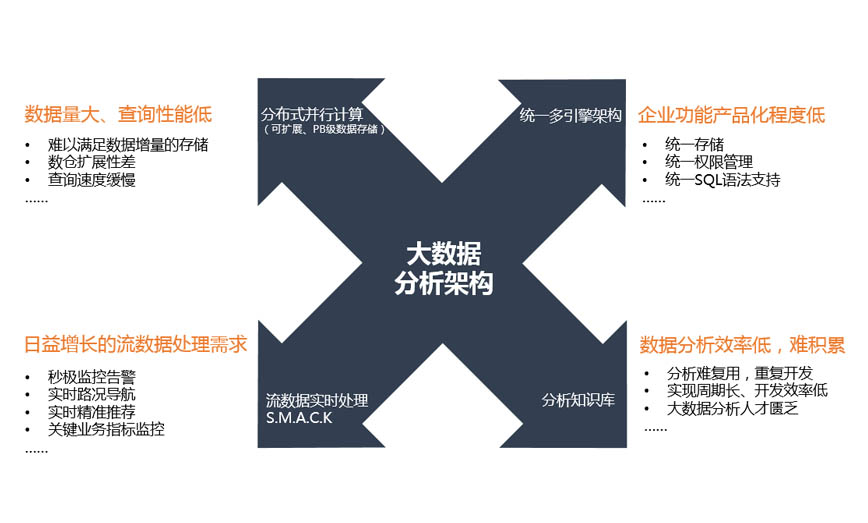 数据量大、查询性能低
• 难以满足数据增量的存储
• 数仓扩展性差
• 查询速度缓慢
……
分布式并行计算
（可扩展、PB级数据存储）
统一多引擎架构
企业功能产品化程度低
• 统一存储
• 统一权限管理
• 统一SQL语法支持
……
大数据
分析架构
日益增长的流数据处理需求
• 秒极监控告警
• 实时路况导航
• 实时精准推荐
• 关键业务指标监控
……
流数据实时处理
S.M.A.C.K
分析知识库
数据分析效率低，难积累
• 分析难复用，重复开发
• 实现周期长、开发效率低
• 大数据分析人才匮乏
……